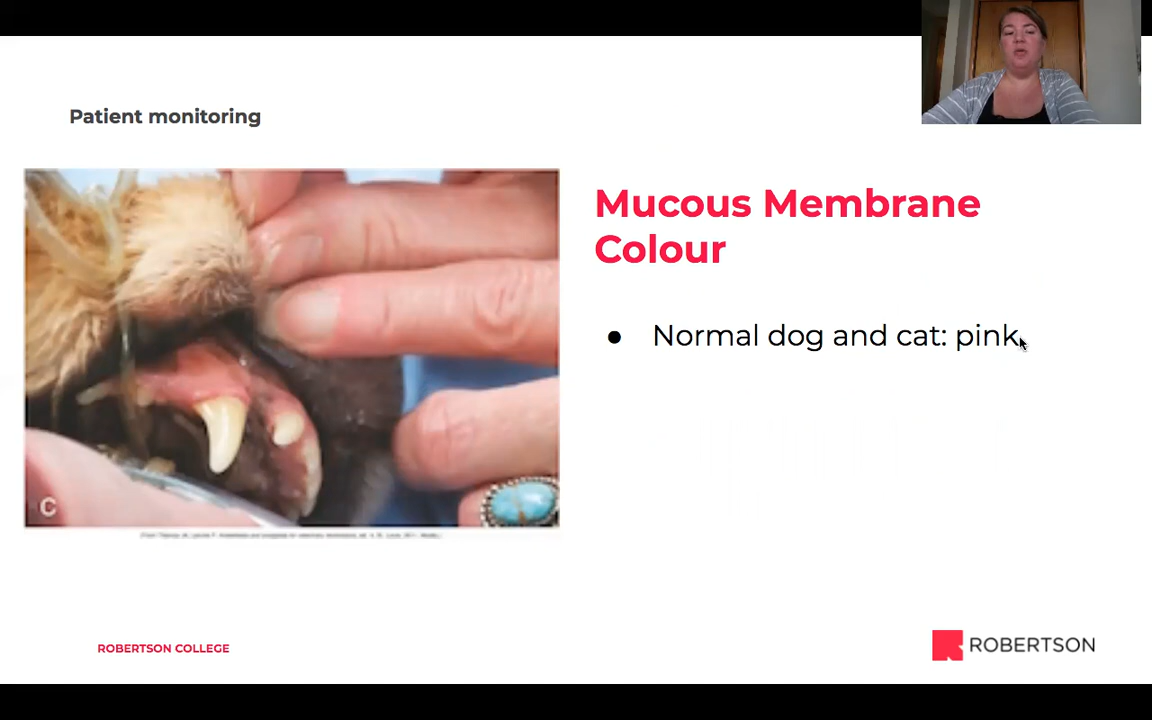 Patient monitoring
Mucous Membrane
Colour
● Normal dog and cat: pink
C
ROBERTSON COLLEGE
ROBERTSON